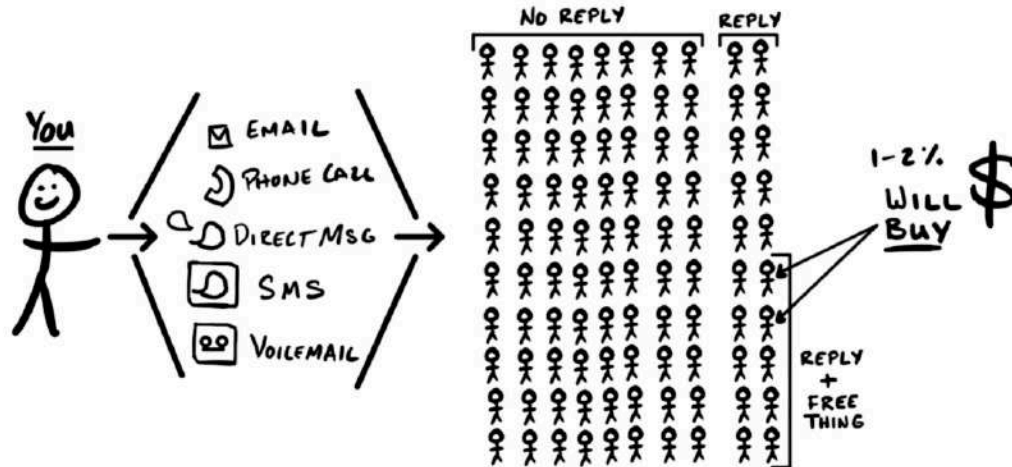 You
EMAIL
PHONE CALL
DIRECT MSG
SMS
VOICEMAIL
NO REPLY
REPLY
1-2%
WILL
BUY
$
REPLY
+
FREE
THING